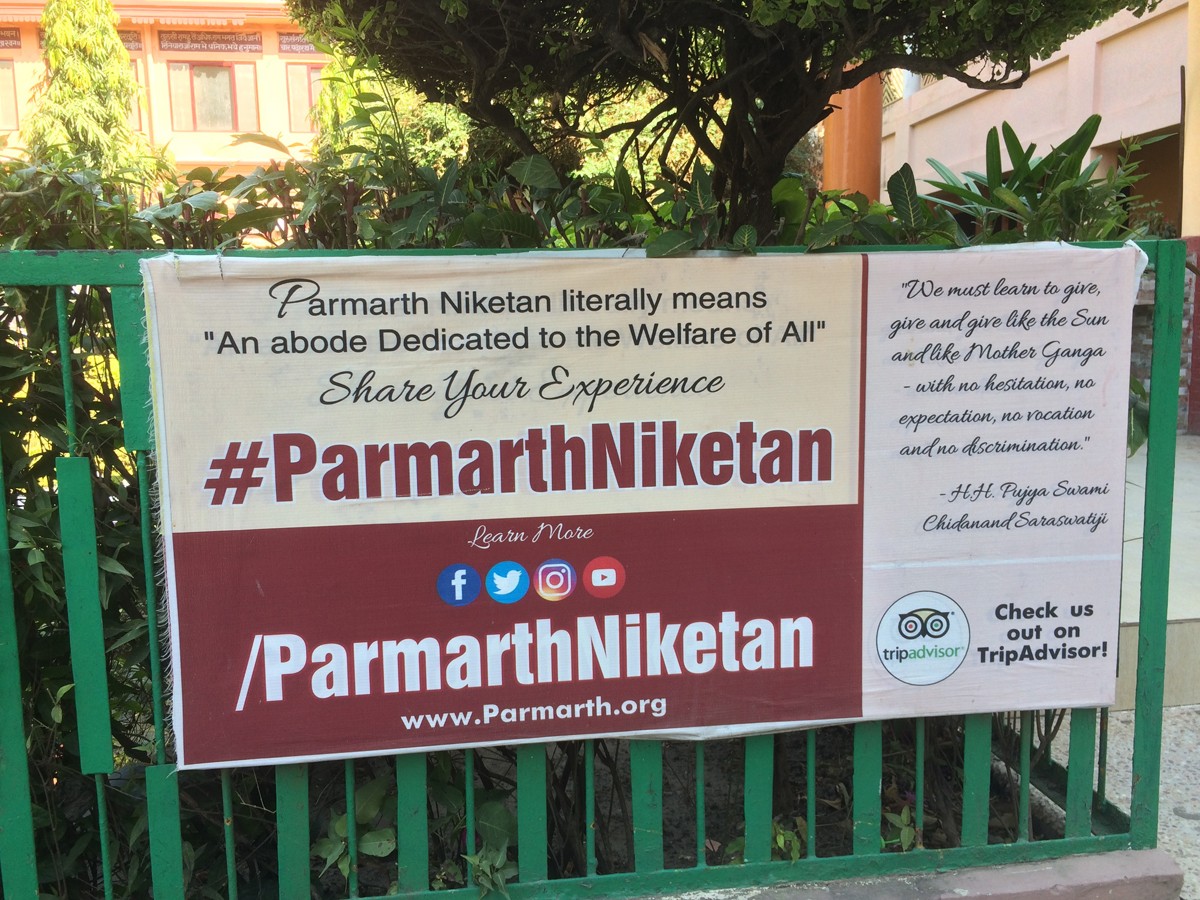 Parmarth Niketan literally means
"An abode Dedicated to the Welfare of All"
Share Your Experience
#ParmarthNiketan
Learn More
/ParmarthNiketan
www.Parmarth.org
"We must learn to give,
give and give like the Sun
and like Mother Ganga
- with no hesitation, no
expectation, no vocation
and no discrimination."
- H.H. Pujya Swami
Chidanand Saraswatiji
tripadvisor®
Check us
out on
TripAdvisor!